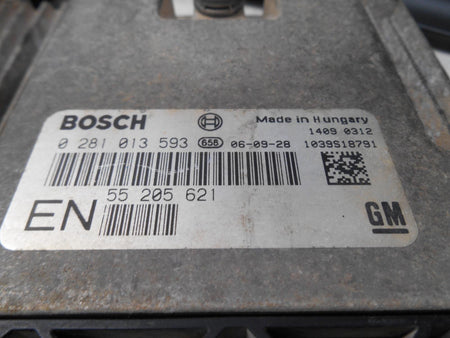 BOSCH Made in Hungary
1409 0312
0 281 013 593 658 06-09-28 1039S18791
55 205 621
EN GM